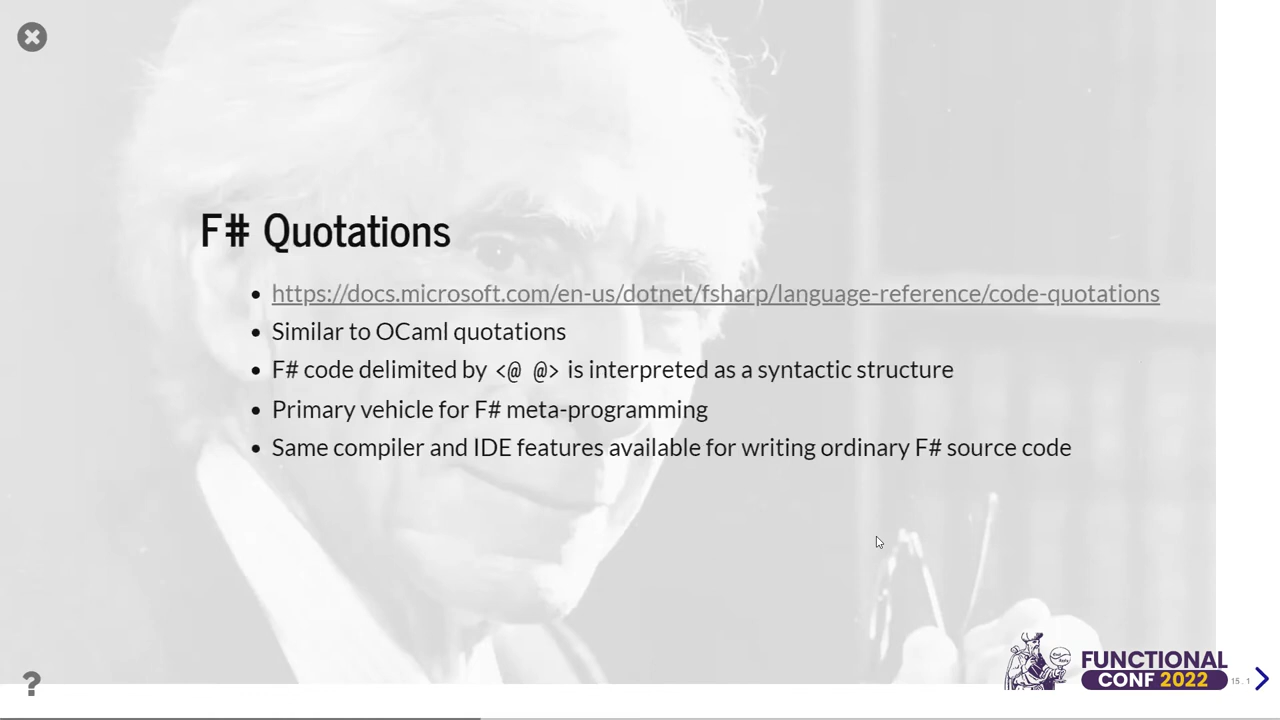 F# Quotations
https://docs.microsoft.com/en-us/dotnet/fsharp/language-reference/code-quotations
Similar to OCaml quotations
F# code delimited by <@ @> is interpreted as a syntactic structure
Primary vehicle for F# meta-programming
Same compiler and IDE features available for writing ordinary F# source code
?
FUNCTIONAL
CONF 2022
15 . 1